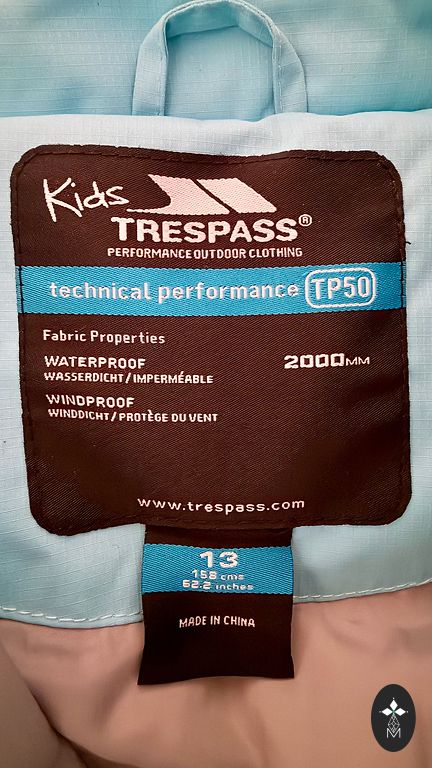 Kids
TRESPASS®
PERFORMANCE OUTDOOR CLOTHING
technical performance TP50
Fabric Properties
WATERPROOF 2000MM
WASSERDICHT/IMPERMÉABLE
WINDPROOF
WINDDICHT/PROTÈGE DU VENT
www.trespass.com
13
158 cms
62.2 inches
MADE IN CHINA
M